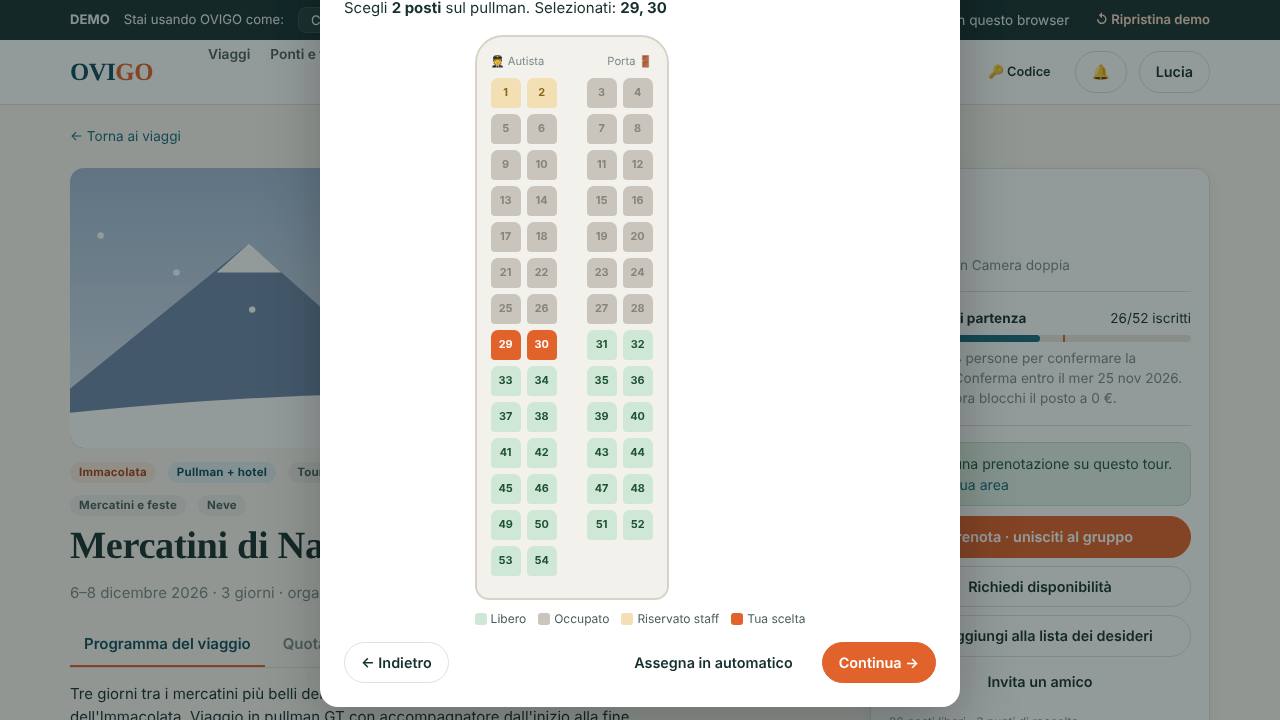 DEMO Stai usando OVIGO come:
n questo browser
Ripristina demo
Scegli 2 posti sul pullman. Selezionati: 29, 30
OVIGO
Viaggi
Ponti e
Codice
Lucia
← Torna ai viaggi
Autista
Porta
1 2 3 4
5 6 7 8
9 10 11 12
13 14 15 16
17 18 19 20
21 22 23 24
25 26 27 28
29 30 31 32
33 34 35 36
37 38 39 40
41 42 43 44
45 46 47 48
49 50 51 52
53 54
Libero
Occupato
Riservato staff
Tua scelta
← Indietro
Assegna in automatico
Continua →
Immacolata
Pullman + hotel
Tou
Mercatini e feste
Neve
Mercatini di Na
6–8 dicembre 2026 · 3 giorni · orga
Programma del viaggio
Quota
Tre giorni tra i mercatini più belli de
dell'Immacolata. Viaggio in pullman GT con accompagnatore dall'inizio alla fine
n Camera doppia
i partenza
26/52 iscritti
persone per confermare la
Conferma entro il mer 25 nov 2026.
ora blocchi il posto a 0 €.
una prenotazione su questo tour.
ua area
renota · unisciti al gruppo
Richiedi disponibilità
ggiungi alla lista dei desideri
Invita un amico